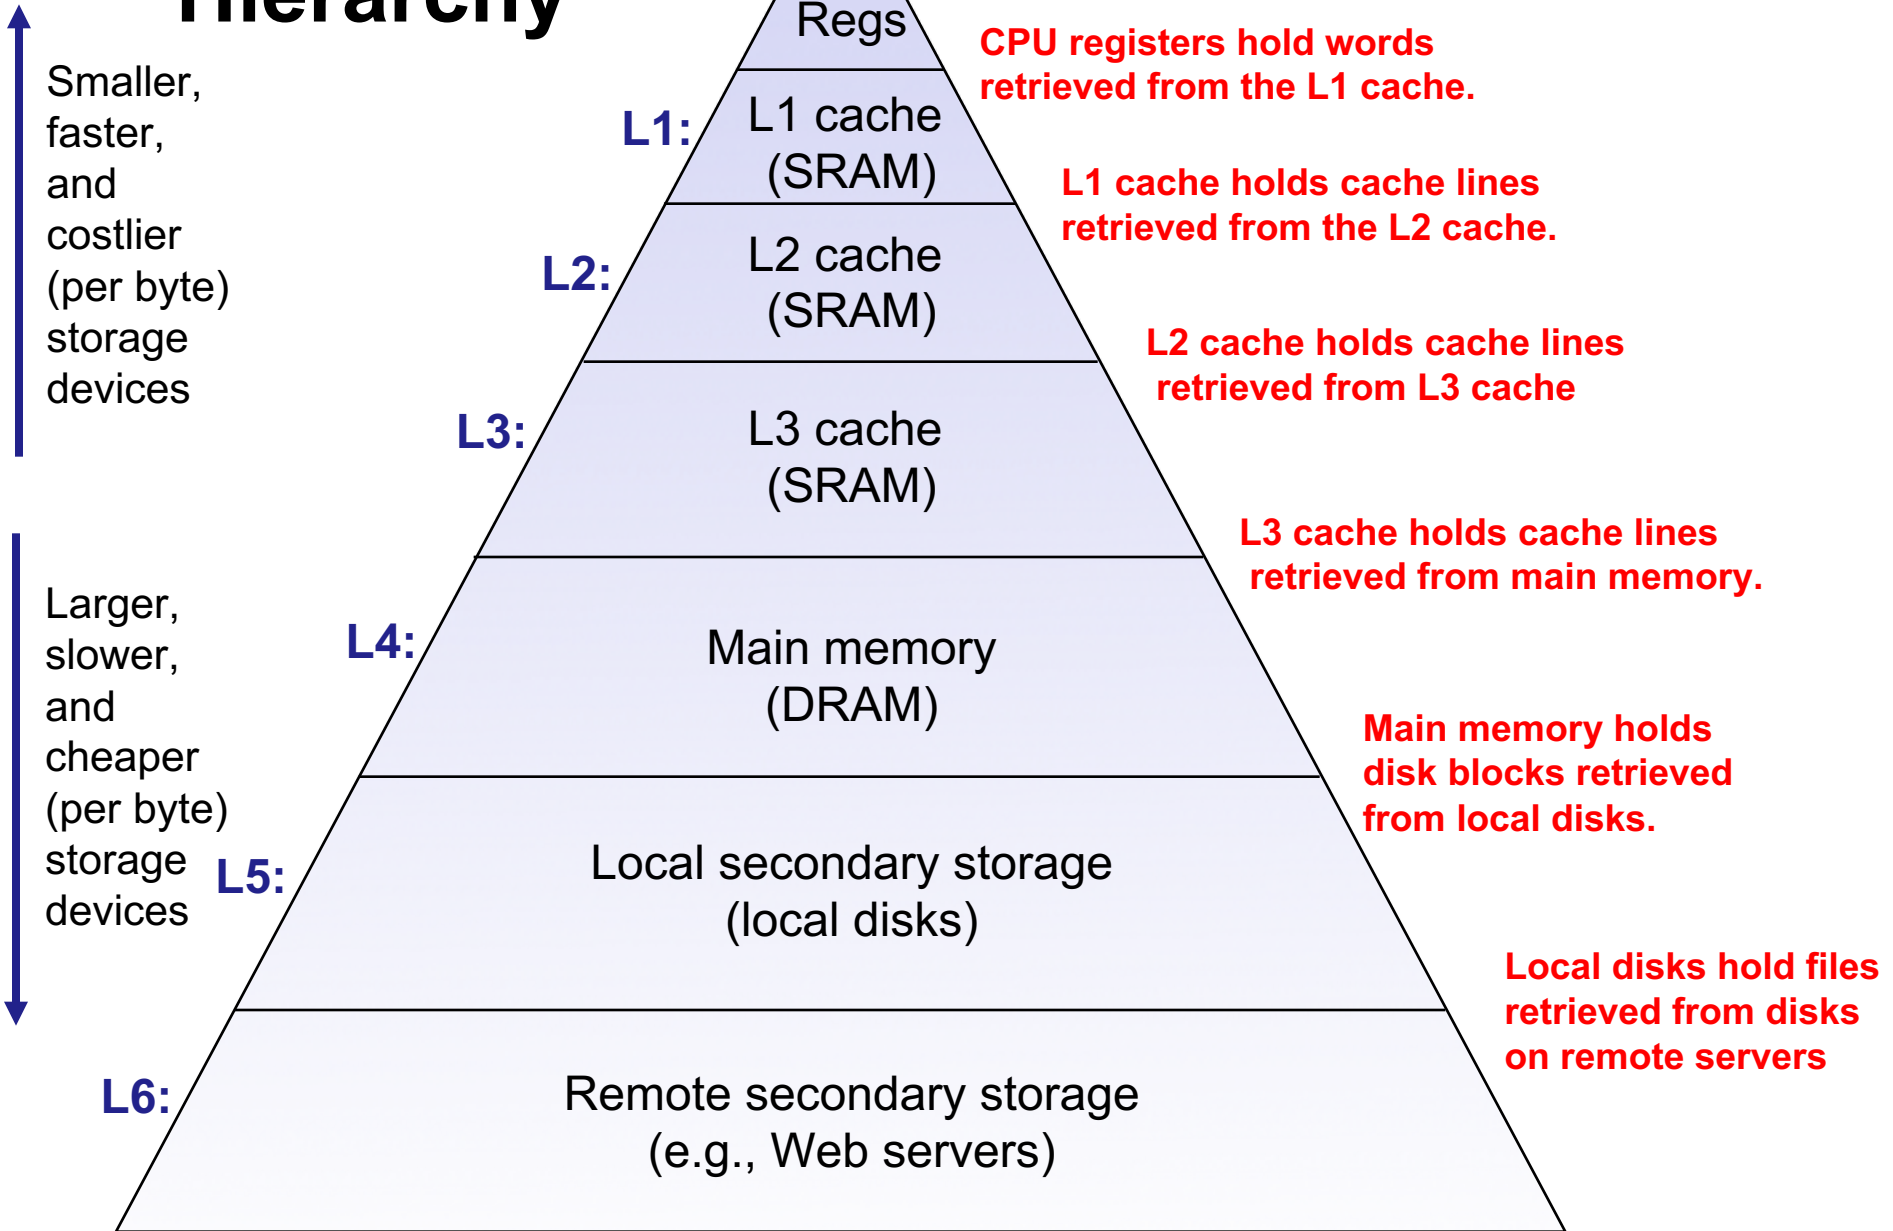 Hierarchy
Smaller,
faster,
and
costlier
(per byte)
storage
devices
Larger,
slower,
and
cheaper
(per byte)
storage
devices
Regs
L1:
L1 cache
(SRAM)
L2:
L2 cache
(SRAM)
L3:
L3 cache
(SRAM)
L4:
Main memory
(DRAM)
L5:
Local secondary storage
(local disks)
L6:
Remote secondary storage
(e.g., Web servers)
CPU registers hold words
retrieved from the L1 cache.
L1 cache holds cache lines
retrieved from the L2 cache.
L2 cache holds cache lines
retrieved from L3 cache
L3 cache holds cache lines
retrieved from main memory.
Main memory holds
disk blocks retrieved
from local disks.
Local disks hold files
retrieved from disks
on remote servers